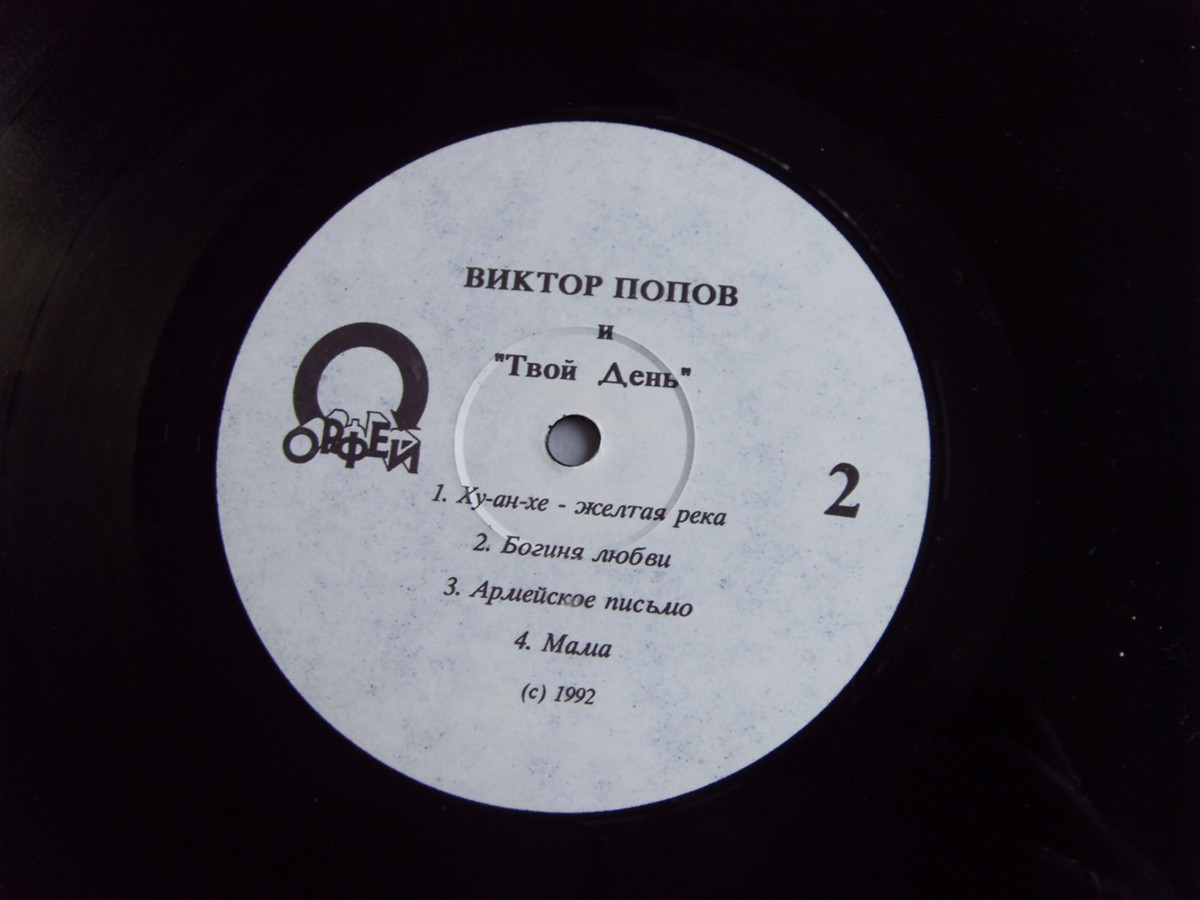 ВИКТОР ПОПОВ
и
"Твой День"
ОРФЕЙ
2
1. Ху-ан-хе - желтая река
2. Богиня любви
3. Армейское письмо
4. Мама
(c) 1992